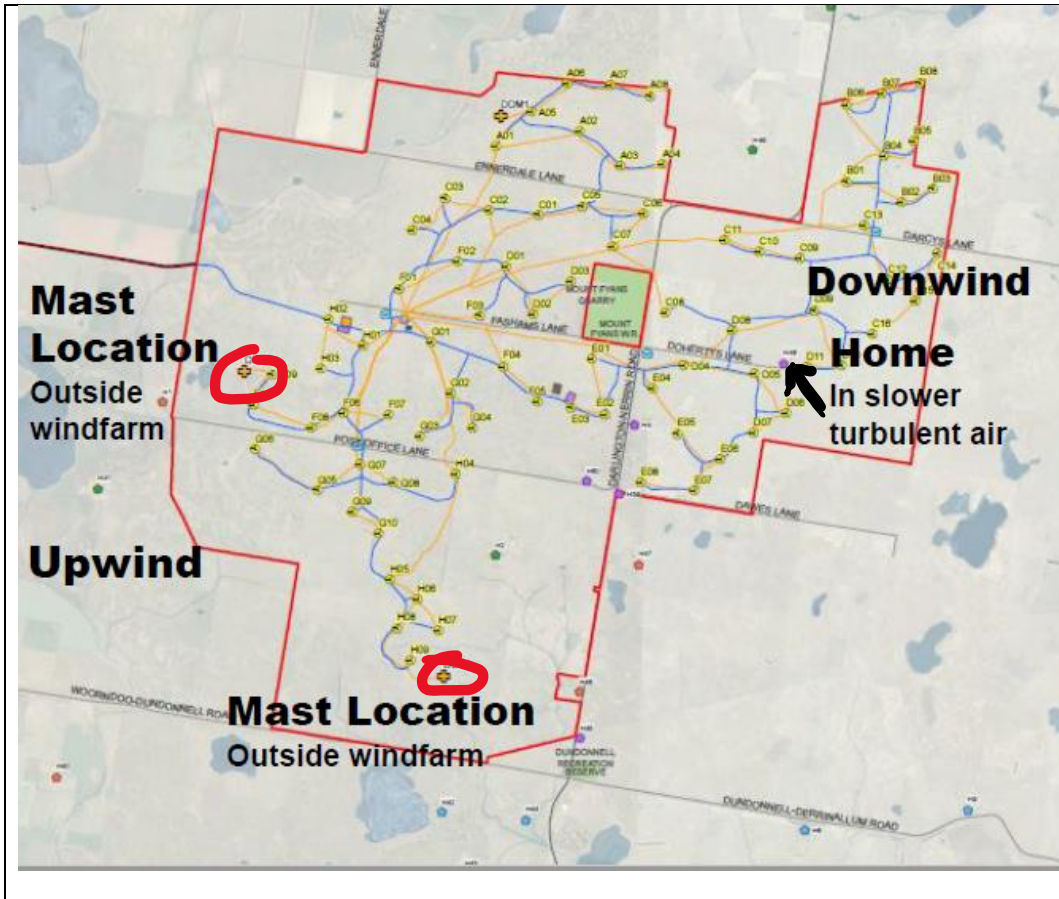 ENNERDALE
A06
A07
A08
DOM1
A05
A02
A01
A03
A04
B06
B07
B08
B05
B04
B01
B02
B03
ENNERDALE LANE
C03
C02
C01
C05
C06
C04
C07
C11
C10
C09
C13
DARCYS LANE
C14
C12
F02
D01
D03
F01
MOUNT FYANS
QUARRY
F03
D02
C08
Downwind
Mast
Location
Outside
windfarm
H02
H01
FASHAMS LANE
MOUNT
FYANS W.R.
G01
D08
C16
H03
F04
E01
DOHERTYS LANE
D04
D05
D11
Home
In slower
turbulent air
E04
G02
F05
E02
E03
D06
F06
F07
G03
G04
DARLINGTON-NERRIN ROAD
E05
D07
G06
POST OFFICE LANE
E06
G07
H04
G05
G08
E08
E07
DAWES LANE
G09
G10
Upwind
H05
H06
H08
H07
H09
WOORNDOO-DUNDONNELL ROAD
Mast Location
Outside windfarm
DUNDONNELL
RECREATION
RESERVE
DUNDONNELL-DERRINALLUM ROAD